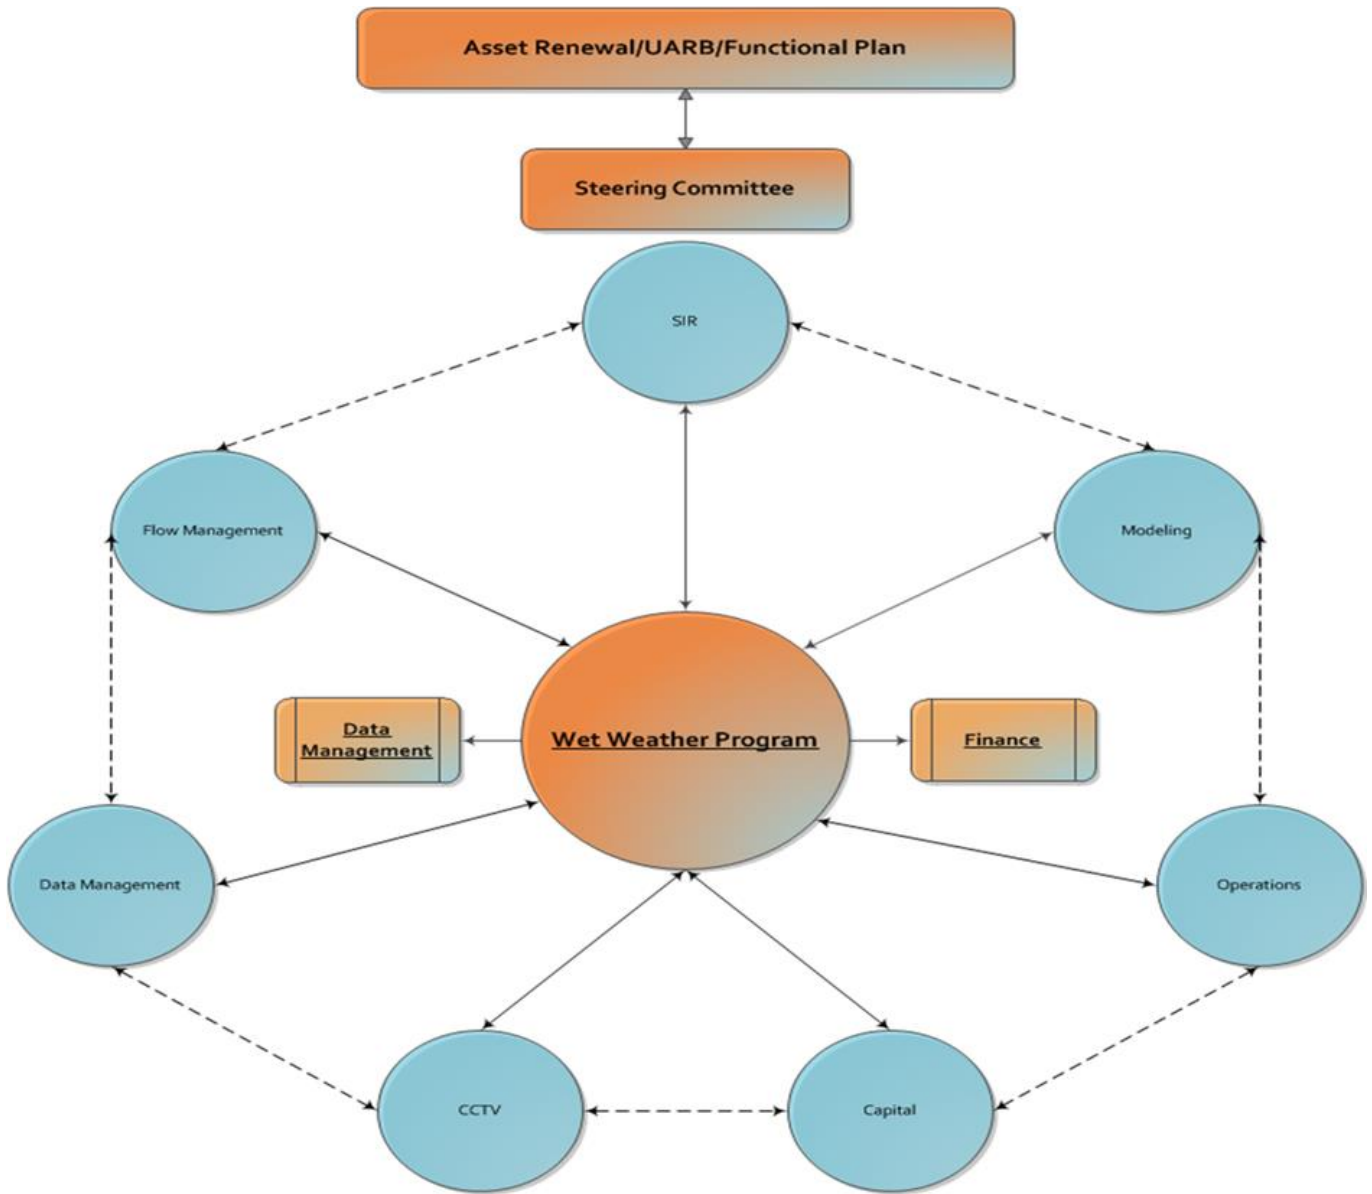 Asset Renewal/UARB/Functional Plan
Steering Committee
SIR
Flow Management
Modeling
Data
Management
Wet Weather Program
Finance
Data Management
Operations
CCTV
Capital